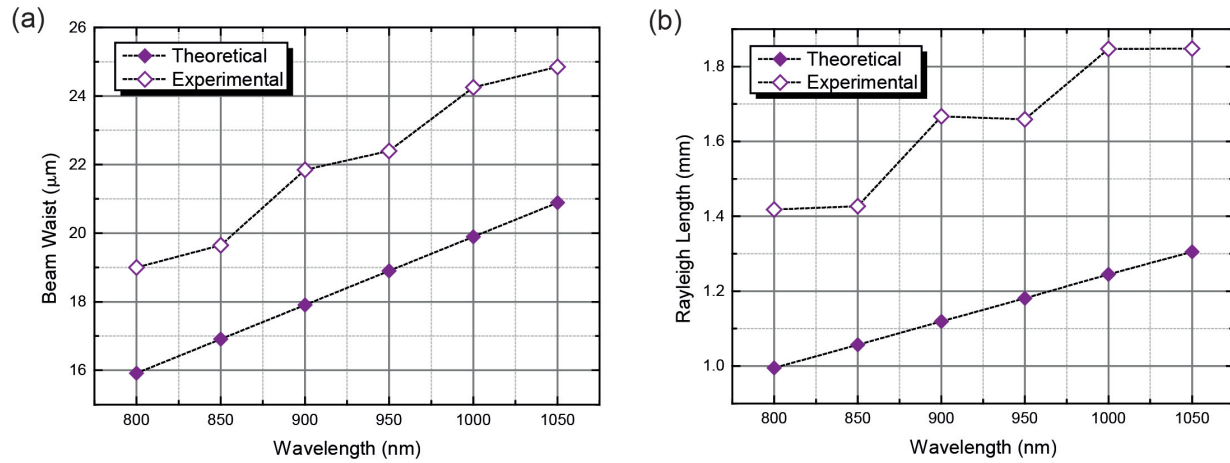 (a)
Theoretical
Experimental
26
24
22
20
18
16
Beam Waist (μm)
800 850 900 950 1000 1050
Wavelength (nm)
(b)
Theoretical
Experimental
1.8
1.6
1.4
1.2
1.0
Rayleigh Length (mm)
800 850 900 950 1000 1050
Wavelength (nm)